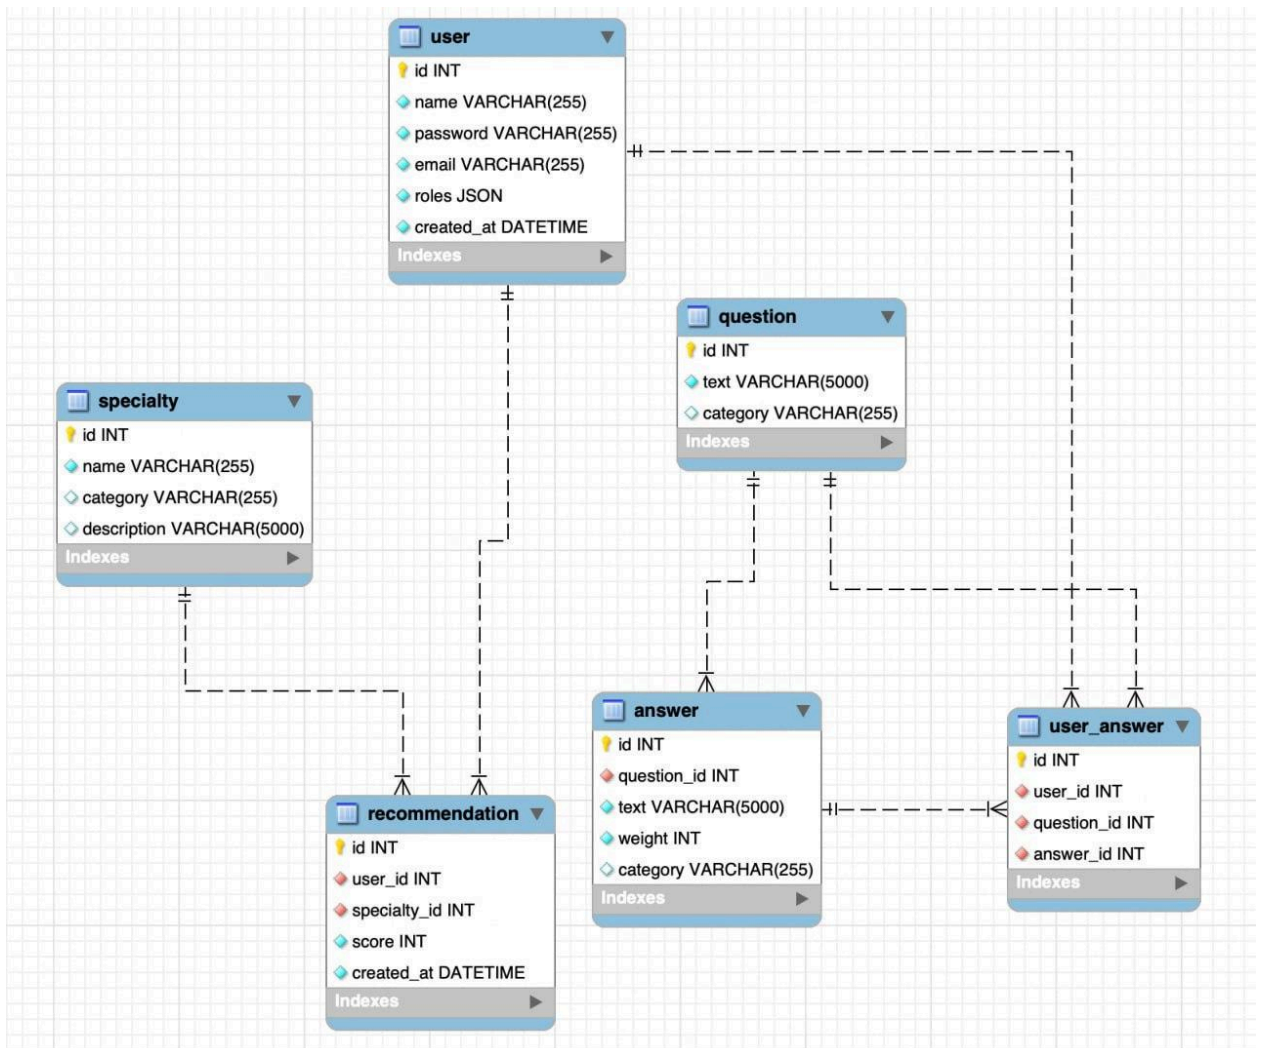 user
id INT
name VARCHAR(255)
password VARCHAR(255)
email VARCHAR(255)
roles JSON
created_at DATETIME
Indexes
question
id INT
text VARCHAR(5000)
category VARCHAR(255)
Indexes
specialty
id INT
name VARCHAR(255)
category VARCHAR(255)
description VARCHAR(5000)
Indexes
answer
id INT
question_id INT
text VARCHAR(5000)
weight INT
category VARCHAR(255)
Indexes
user_answer
id INT
user_id INT
question_id INT
answer_id INT
Indexes
recommendation
id INT
user_id INT
specialty_id INT
score INT
created_at DATETIME
Indexes